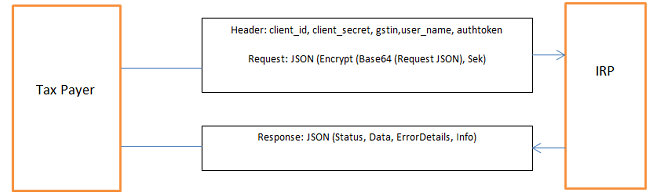 Tax Payer
Header: client_id, client_secret, gstin,user_name, authtoken
Request: JSON (Encrypt (Base64 (Request JSON), Sek)
IRP
Response: JSON (Status, Data, ErrorDetails, Info)